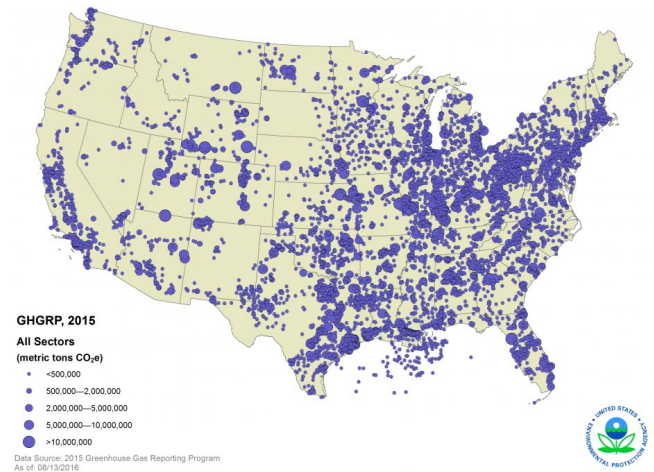 GHGRP, 2015
All Sectors
(metric tons CO₂e)
<500,000
500,000—2,000,000
2,000,000—5,000,000
5,000,000—10,000,000
>10,000,000
Data Source: 2015 Greenhouse Gas Reporting Program
As of: 08/13/2016
UNITED STATES
ENVIRONMENTAL PROTECTION AGENCY